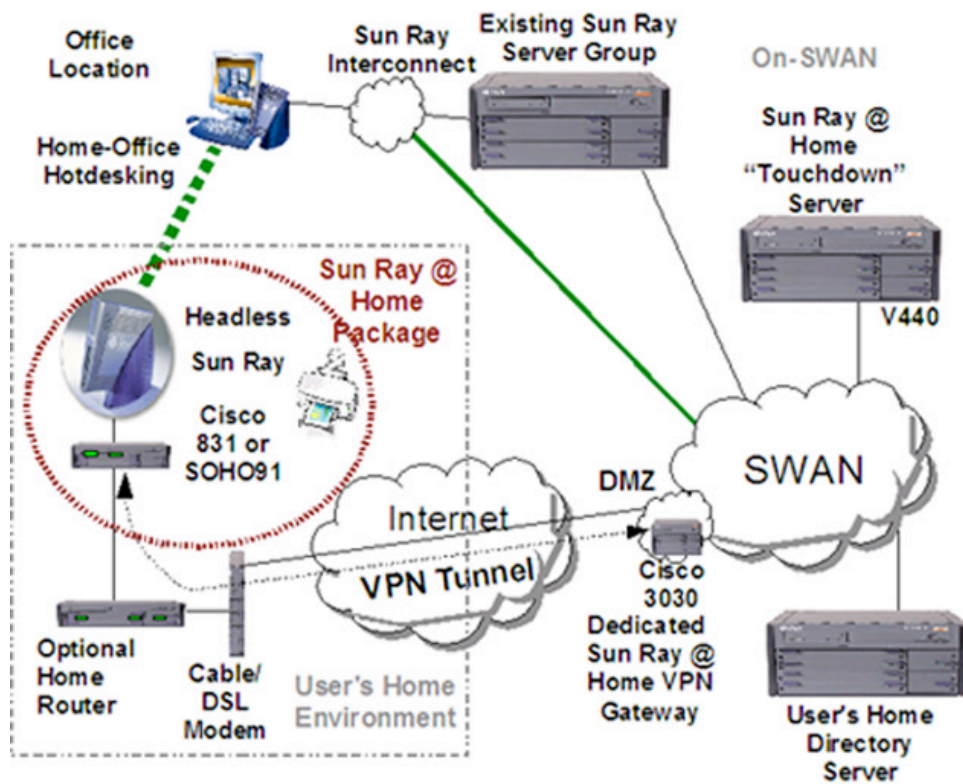 Office
Location
Sun Ray
Interconnect
Existing Sun Ray
Server Group
On-SWAN
Home-Office
Hotdesking
Sun Ray @
Home
“Touchdown”
Server
V440
Sun Ray @
Home
Package
Headless
Sun Ray
Cisco
831 or
SOHO91
Internet
VPN Tunnel
DMZ
SWAN
Cisco
3030
Dedicated
Sun Ray @
Home VPN
Gateway
Optional
Home
Router
Cable/
DSL
Modem
User's Home
Environment
User's Home
Directory
Server